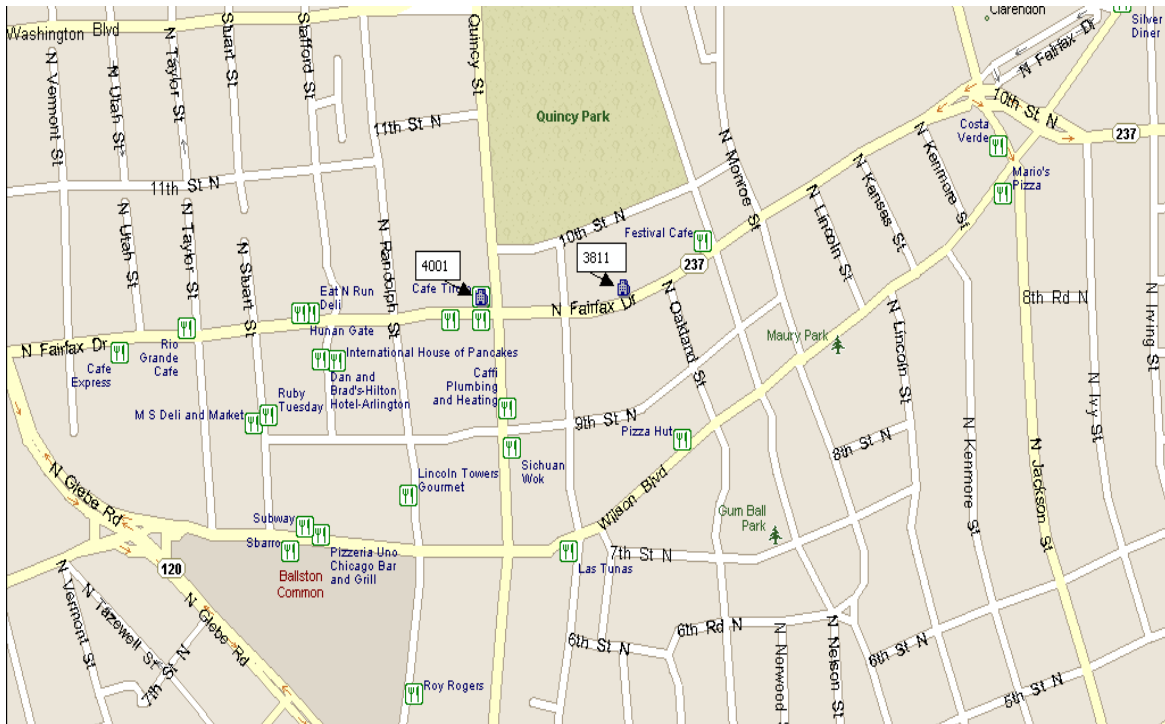 Washington Blvd
N Vermont St
N Utah St
N Taylor St
Stuart St
Stafford St
Quincy St
Clarendon
Silver
Diner
N Fairfax Dr
10th St N
237
Costa
Verde
Mario's
Pizza
Quincy Park
11th St N
11th St N
N Monroe St
N Lincoln St
N Kansas St
N Kenmore St
N Utah St
N Taylor St
N Stuart St
N Randolph St
10th St N
Festival Cafe
237
4001
3811
Cafe Tirolo
Eat N Run
Deli
Hunan Gate
N Fairfax Dr
N Oakland St
8th Rd N
N Irving St
N Fairfax Dr
Cafe
Express
Rio
Grande
Cafe
International House of Pancakes
Dan and
Brad's-Hilton
Hotel-Arlington
Caffi
Plumbing
and Heating
Maury Park
N Lincoln St
N Ivy St
Ruby
Tuesday
M S Deli and Market
9th St N
Pizza Hut
8th St N
N Kenmore St
N Jackson St
Sichuan
Wok
Lincoln Towers
Gourmet
Wilson Blvd
Gum Ball
Park
N Glebe Rd
Subway
Sbarro
Pizzeria Uno
Chicago Bar
and Grill
Ballston
Common
7th St N
Las Tunas
120
N Vermont St
N Tazewell St
7th St N
N Glebe Rd
Roy Rogers
6th St N
6th Rd N
N Norwood St
N Nelson St
6th St N
5th St N